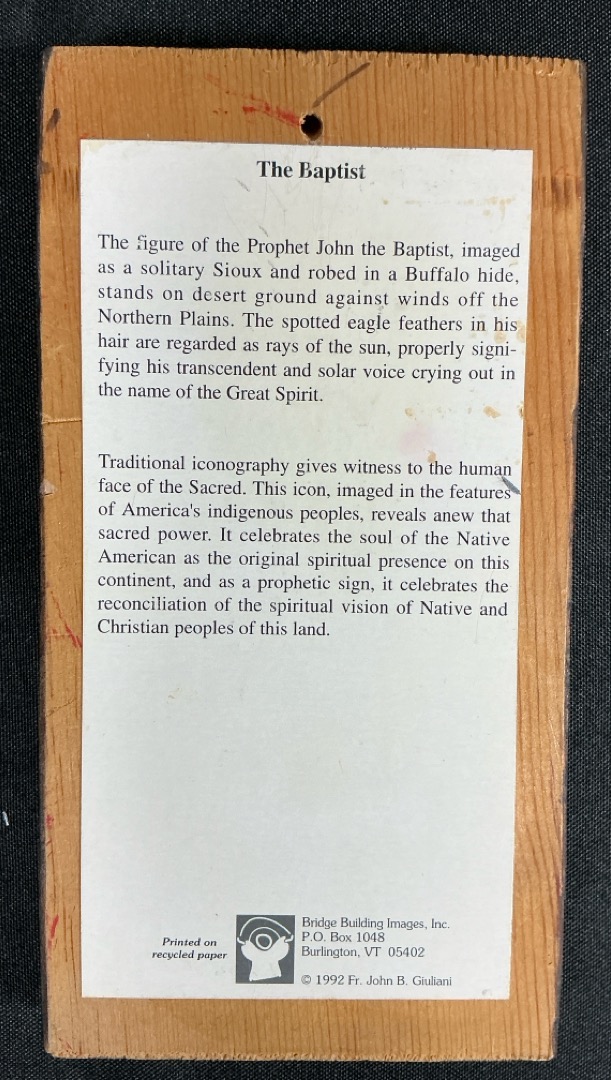 The Baptist
The figure of the Prophet John the Baptist, imaged
as a solitary Sioux and robed in a Buffalo hide,
stands on desert ground against winds off the
Northern Plains. The spotted eagle feathers in his
hair are regarded as rays of the sun, properly signi-
fying his transcendent and solar voice crying out in
the name of the Great Spirit.
Traditional iconography gives witness to the human
face of the Sacred. This icon, imaged in the features
of America's indigenous peoples, reveals anew that
sacred power. It celebrates the soul of the Native
American as the original spiritual presence on this
continent, and as a prophetic sign, it celebrates the
reconciliation of the spiritual vision of Native and
Christian peoples of this land.
Printed on
recycled paper
Bridge Building Images, Inc.
P.O. Box 1048
Burlington, VT 05402
© 1992 Fr. John B. Giuliani